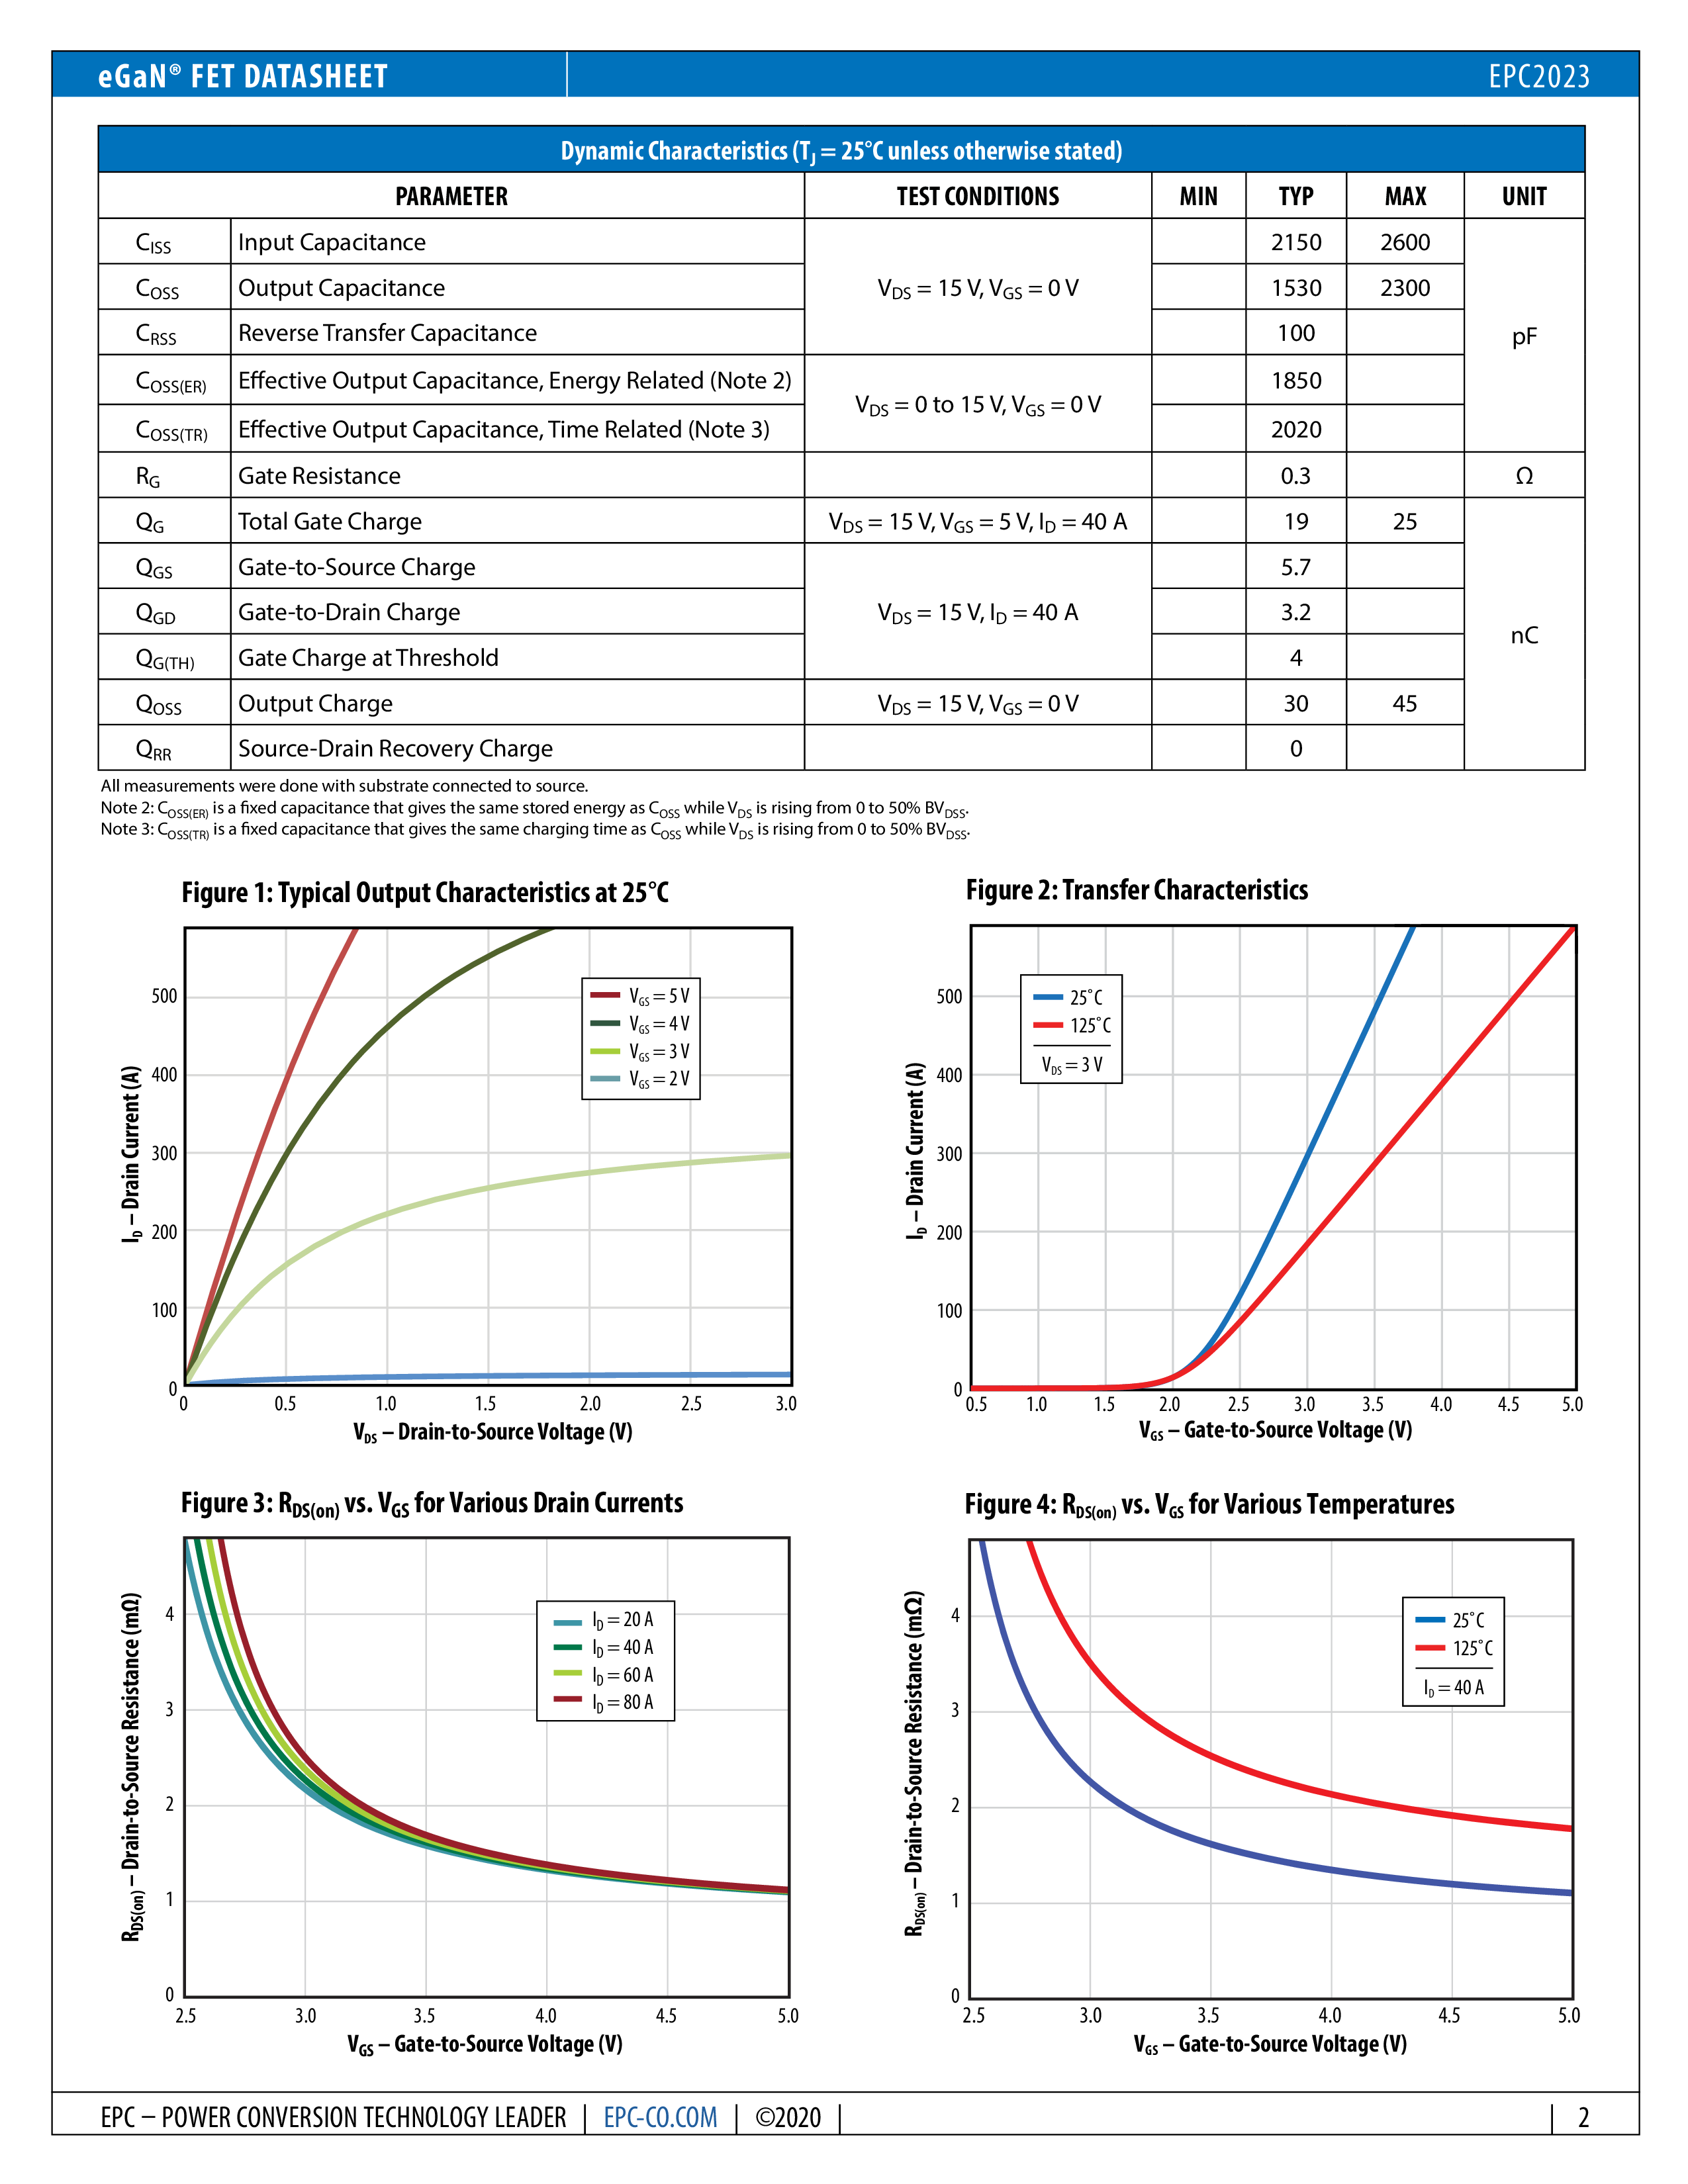 eGaN® FET DATASHEET EPC2023
Dynamic Characteristics (TJ = 25°C unless otherwise stated)
PARAMETER TEST CONDITIONS MIN TYP MAX UNIT
CISS Input Capacitance VDS = 15 V, VGS = 0 V 2150 2600 pF
COSS Output Capacitance 1530 2300
CRSS Reverse Transfer Capacitance 100
COSS(ER) Effective Output Capacitance, Energy Related (Note 2) VDS = 0 to 15 V, VGS = 0 V 1850
COSS(TR) Effective Output Capacitance, Time Related (Note 3) 2020
RG Gate Resistance 0.3 Ω
QG Total Gate Charge VDS = 15 V, VGS = 5 V, ID = 40 A 19 25 nC
QGS Gate-to-Source Charge VDS = 15 V, ID = 40 A 5.7
QGD Gate-to-Drain Charge 3.2
QG(TH) Gate Charge at Threshold 4
QOSS Output Charge VDS = 15 V, VGS = 0 V 30 45
QRR Source-Drain Recovery Charge 0
All measurements were done with substrate connected to source.
Note 2: COSS(ER) is a fixed capacitance that gives the same stored energy as COSS while VDS is rising from 0 to 50% BVDSS.
Note 3: COSS(TR) is a fixed capacitance that gives the same charging time as COSS while VDS is rising from 0 to 50% BVDSS.
Figure 1: Typical Output Characteristics at 25°C
ID – Drain Current (A)
500
400
300
200
100
0
VGS = 5 V
VGS = 4 V
VGS = 3 V
VGS = 2 V
0 0.5 1.0 1.5 2.0 2.5 3.0
VDS – Drain-to-Source Voltage (V)
Figure 2: Transfer Characteristics
ID – Drain Current (A)
500
400
300
200
100
0
25˚C
125˚C
VDS = 3 V
0.5 1.0 1.5 2.0 2.5 3.0 3.5 4.0 4.5 5.0
VGS – Gate-to-Source Voltage (V)
Figure 3: RDS(on) vs. VGS for Various Drain Currents
RDS(on) – Drain-to-Source Resistance (mΩ)
4
3
2
1
0
ID = 20 A
ID = 40 A
ID = 60 A
ID = 80 A
2.5 3.0 3.5 4.0 4.5 5.0
VGS – Gate-to-Source Voltage (V)
Figure 4: RDS(on) vs. VGS for Various Temperatures
RDS(on) – Drain-to-Source Resistance (mΩ)
4
3
2
1
0
25˚C
125˚C
ID = 40 A
2.5 3.0 3.5 4.0 4.5 5.0
VGS – Gate-to-Source Voltage (V)
EPC – POWER CONVERSION TECHNOLOGY LEADER | EPC-CO.COM | ©2020 | | 2